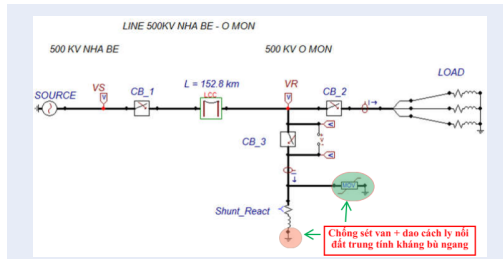 LINE 500KV NHA BE - O MON
500 KV NHA BE
500 KV O MON
LOAD
L = 152.8 km
SOURCE
VS
CB_1
LCC
VR
CB_2
V
V
I
CB_3
V
V
I
MOV
Shunt_React
Chống sét van + dao cách ly nối
đất trung tính kháng bù ngang